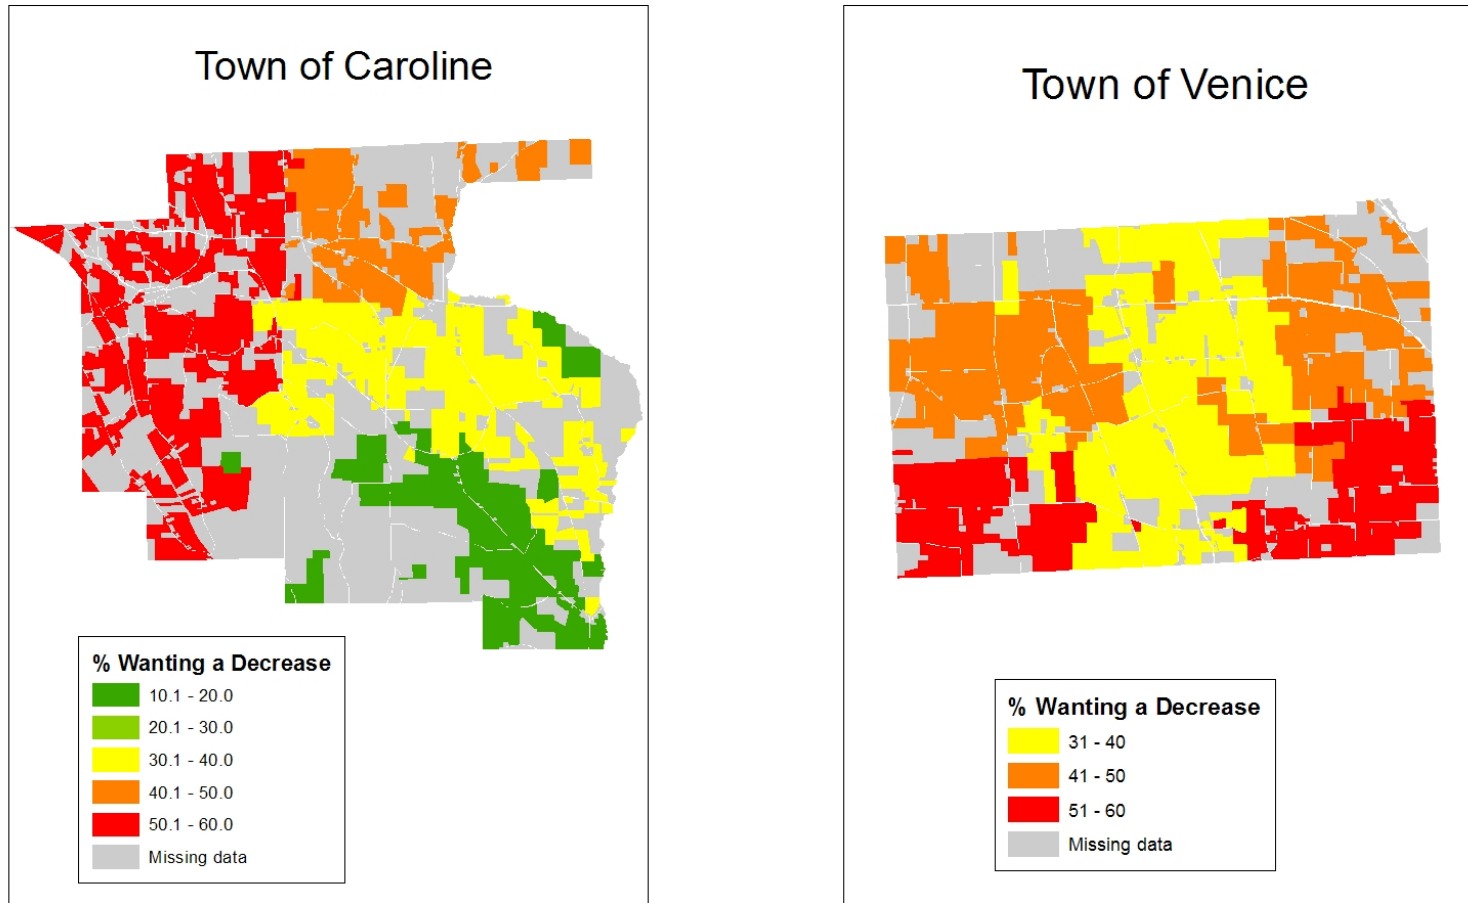 Town of Caroline
% Wanting a Decrease
10.1 - 20.0
20.1 - 30.0
30.1 - 40.0
40.1 - 50.0
50.1 - 60.0
Missing data
Town of Venice
% Wanting a Decrease
31 - 40
41 - 50
51 - 60
Missing data